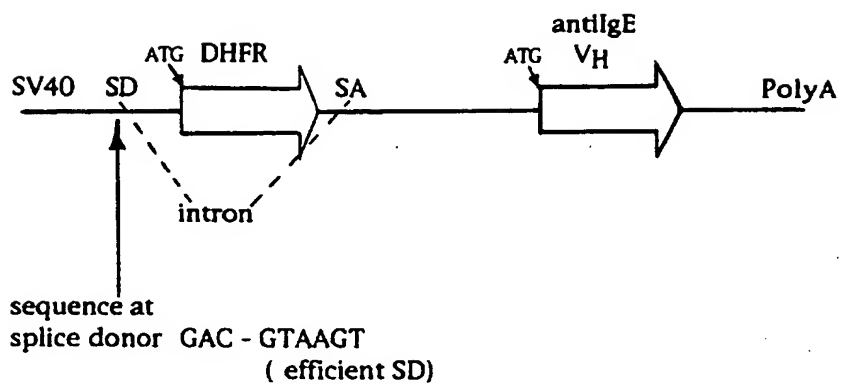 antiIgE
ATG DHFR ATG VH
SV40 SD SA PolyA
intron
sequence at
splice donor GAC - GTAAGT
( efficient SD)